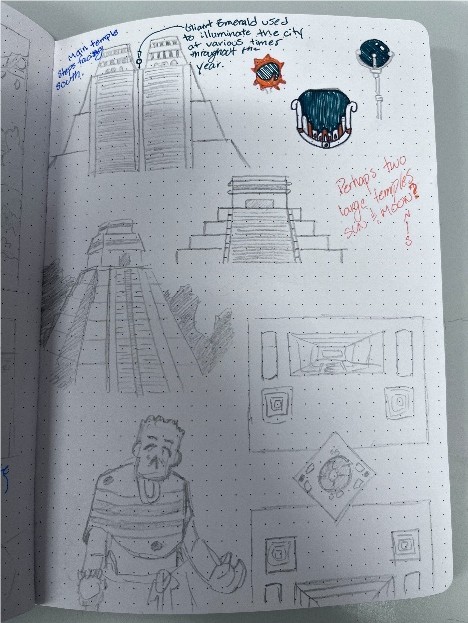 Main temple
steps facing
south.
Giant Emerald used
to illuminate the city
at various times
throughout the
year.
Perhaps two
large temples
sun & moon?
N
S